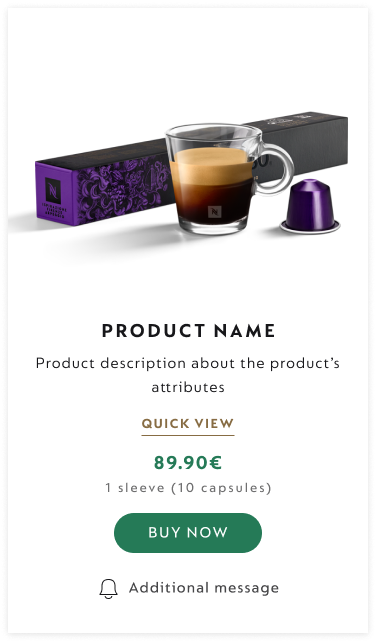 PRODUCT NAME
Product description about the product's
attributes
QUICK VIEW
89.90€
1 sleeve (10 capsules)
BUY NOW
Additional message